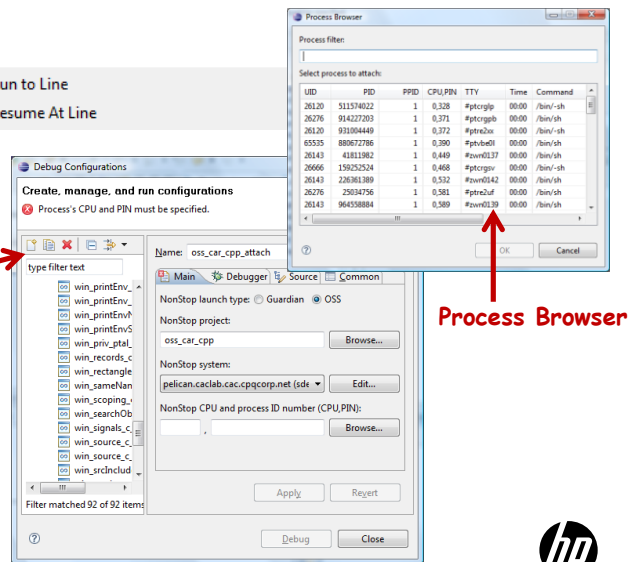 Process Browser
Process filter:
Select process to attach:
UID PID PPID CPU,PIN TTY Time Command
26120 511574022 1 0,328 #ptcrglp 00:00 /bin/-sh
26276 914227203 1 0,371 #ptcrgpb 00:00 /bin/sh
26120 931004449 1 0,372 #ptre2xx 00:00 /bin/-sh
65535 880672786 1 0,390 #ptvbe0l 00:00 /bin/sh
26143 41811982 1 0,449 #zwn0137 00:00 /bin/sh
26666 159252524 1 0,468 #ptcrgsv 00:00 /bin/-sh
26143 226361389 1 0,532 #zwn0142 00:00 /bin/sh
26276 25034756 1 0,581 #ptre2uf 00:00 /bin/sh
26143 964558884 1 0,589 #zwn0139 00:00 /bin/sh
OK Cancel
Process Browser
un to Line
esume At Line
Debug Configurations
Create, manage, and run configurations
Process's CPU and PIN must be specified.
type filter text
win_printEnv_
win_printEnv_
win_printEnvN
win_printEnvS
win_priv_ptal_
win_records_c
win_rectangle
win_sameNan
win_scoping_
win_searchOb
win_signals_c_
win_source_c_
win_source_c_
win_srcInclud
Filter matched 92 of 92 items
Name: oss_car_cpp_attach
Main Debugger Source Common
NonStop launch type: Guardian OSS
NonStop project:
oss_car_cpp Browse...
NonStop system:
pelican.caclab.cac.cpqcorp.net (sde Edit...
NonStop CPU and process ID number (CPU,PIN):
, Browse...
Apply Revert
Debug Close
hp